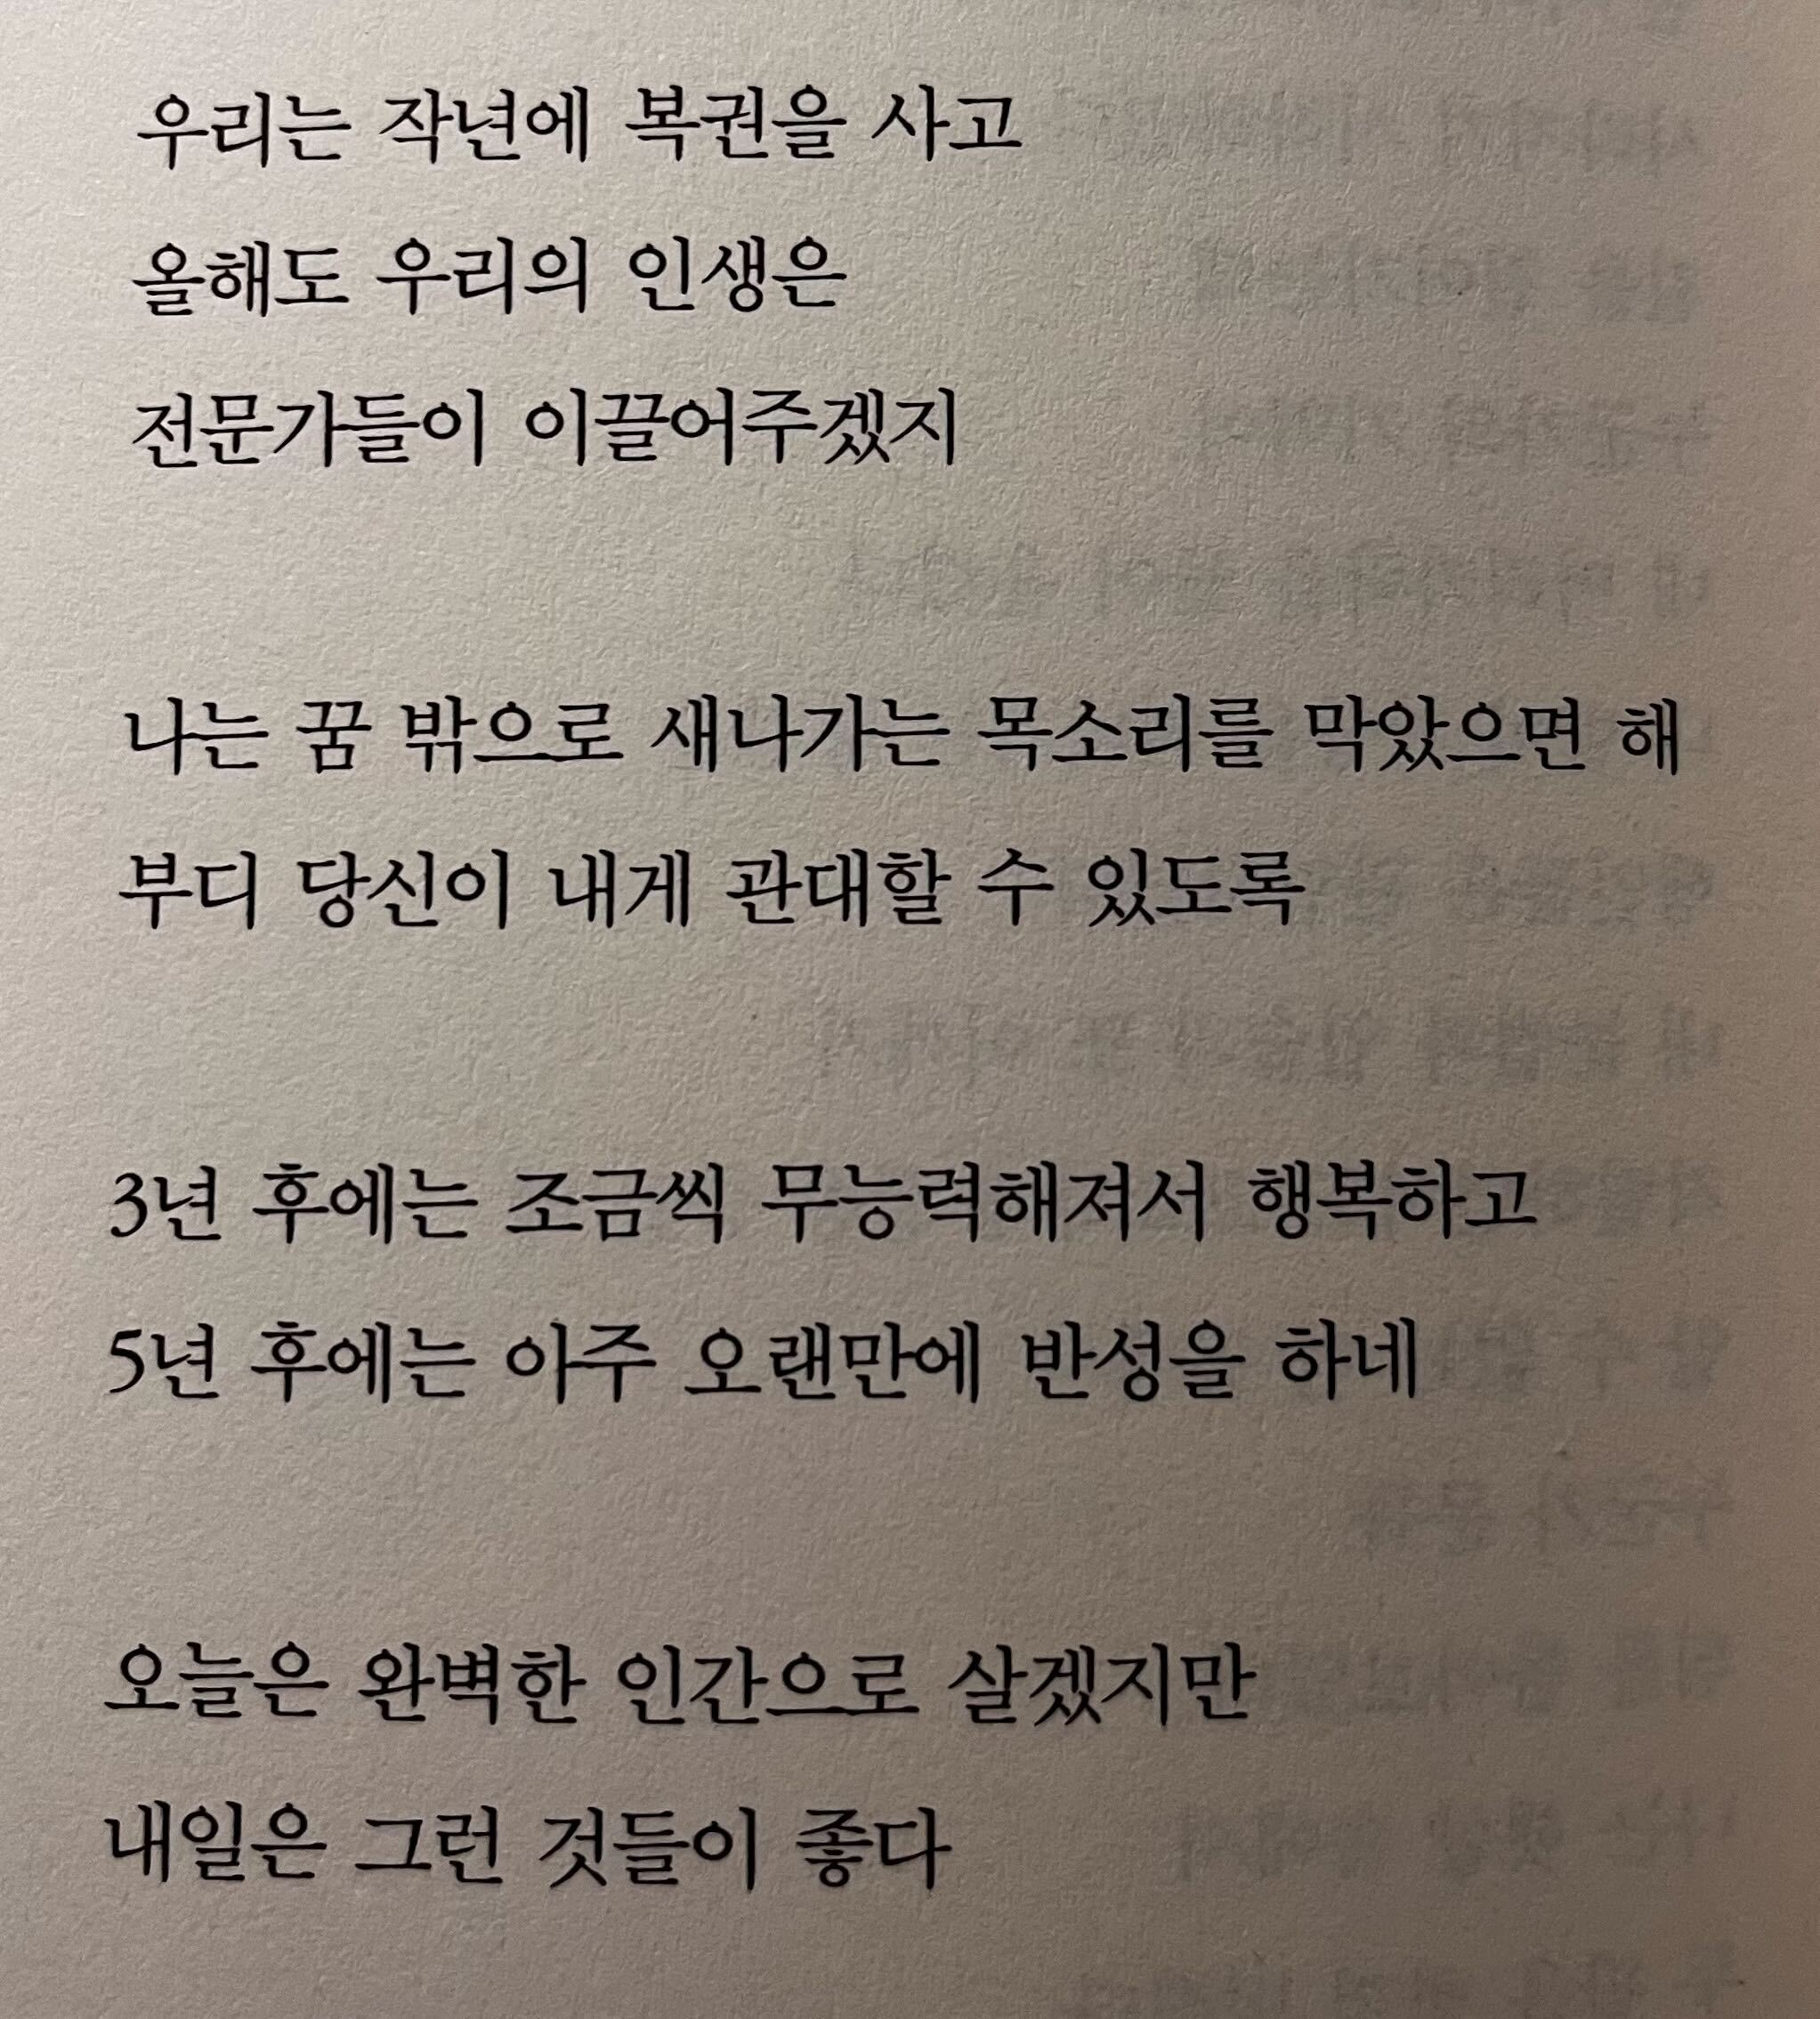 우리는 작년에 복권을 사고
올해도 우리의 인생은
전문가들이 이끌어주겠지
나는 꿈 밖으로 새나가는 목소리를 막았으면 해
부디 당신이 내게 관대할 수 있도록
3년 후에는 조금씩 무능력해져서 행복하고
5년 후에는 아주 오랜만에 반성을 하네
오늘은 완벽한 인간으로 살겠지만
내일은 그런 것들이 좋다